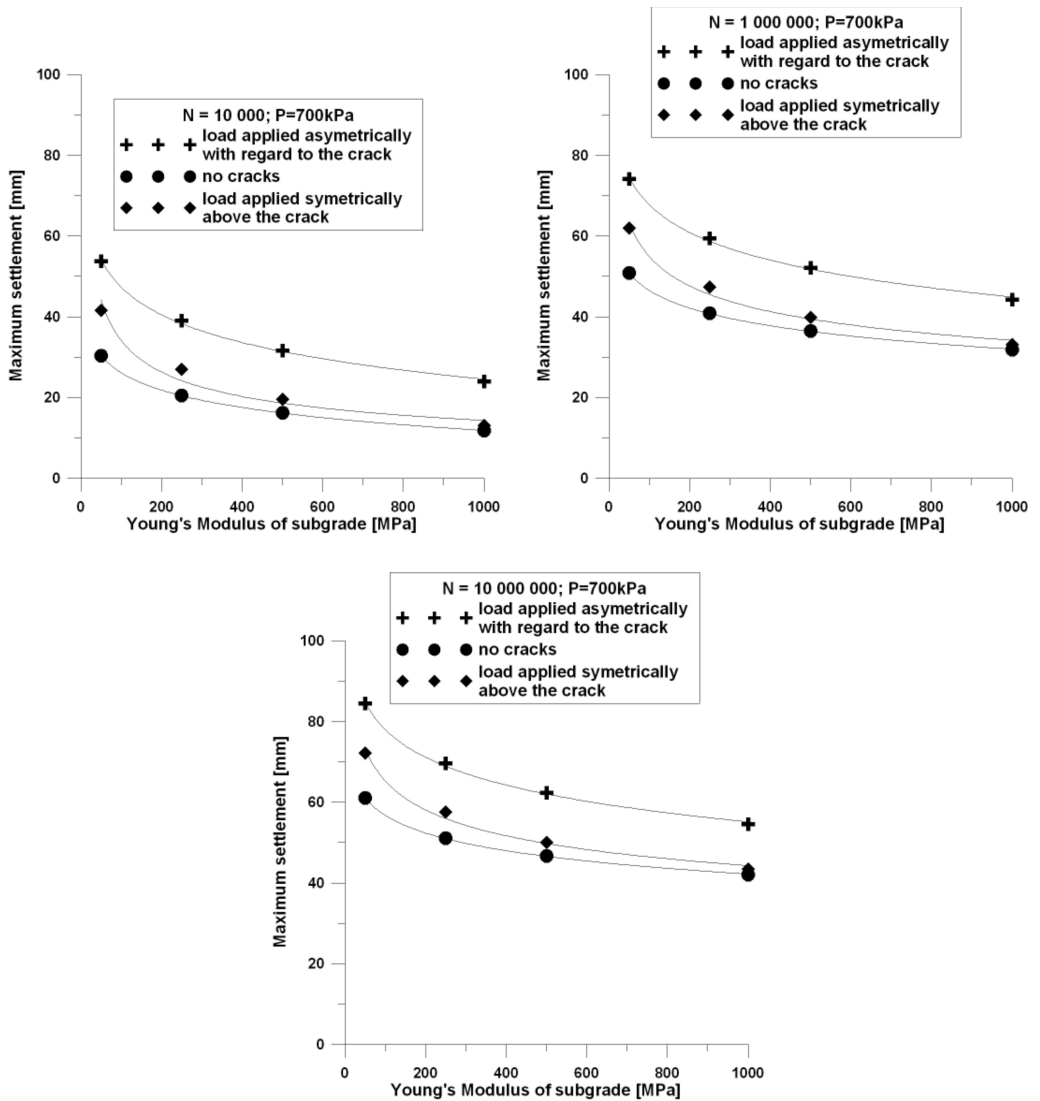 N = 10 000; P=700kPa
load applied asymetrically
with regard to the crack
no cracks
load applied symetrically
above the crack
100
80
60
40
20
0
Maximum settlement [mm]
0 200 400 600 800 1000
Young's Modulus of subgrade [MPa]
N = 1 000 000; P=700kPa
load applied asymetrically
with regard to the crack
no cracks
load applied symetrically
above the crack
100
80
60
40
20
0
Maximum settlement [mm]
0 200 400 600 800 1000
Young's Modulus of subgrade [MPa]
N = 10 000 000; P=700kPa
load applied asymetrically
with regard to the crack
no cracks
load applied symetrically
above the crack
100
80
60
40
20
0
Maximum settlement [mm]
0 200 400 600 800 1000
Young's Modulus of subgrade [MPa]